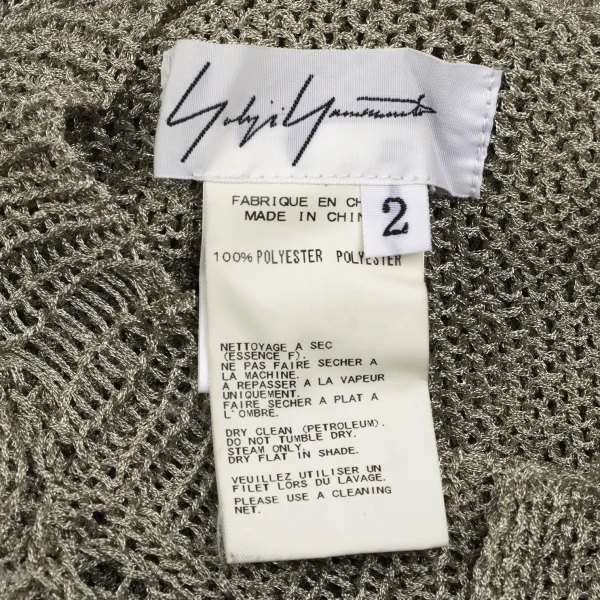 Yohji Yamamoto
FABRIQUE EN
MADE IN CHIN
2
100% POLYESTER POLYESTER
NETTOYAGE A SEC
(ESSENCE F).
NE PAS FAIRE SECHER A
LA MACHINE.
A REPASSER A LA VAPEUR
UNIQUEMENT.
FAIRE SECHER A PLAT A
L'OMBRE.
DRY CLEAN (PETROLEUM).
DO NOT TUMBLE DRY.
STEAM ONLY.
DRY FLAT IN SHADE.
VEUILLEZ UTILISER UN
FILET LORS DU LAVAGE.
PLEASE USE A CLEANING
NET.